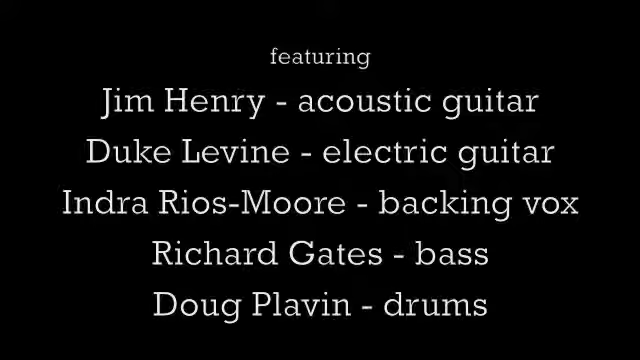 featuring
Jim Henry - acoustic guitar
Duke Levine - electric guitar
Indra Rios-Moore - backing vox
Richard Gates - bass
Doug Plavin - drums